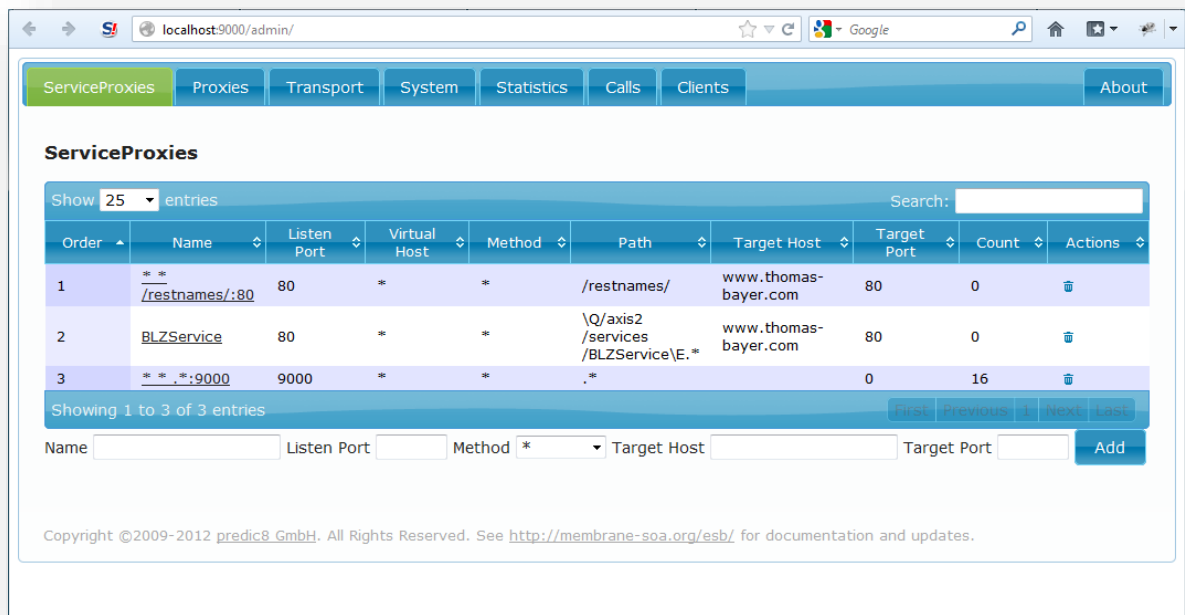 S!
localhost:9000/admin/
Google
ServiceProxies Proxies Transport System Statistics Calls Clients About
ServiceProxies
Show 25 entries Search:
Order Name Listen Port Virtual Host Method Path Target Host Target Port Count Actions
1 * * /restnames/:80 80 * * /restnames/ www.thomas-bayer.com 80 0
2 BLZService 80 * * \Q/axis2/services/BLZService\E.* www.thomas-bayer.com 80 0
3 * * .*:9000 9000 * * .* 0 16
Showing 1 to 3 of 3 entries First Previous 1 Next Last
Name Listen Port Method * Target Host Target Port Add
Copyright ©2009-2012 predic8 GmbH. All Rights Reserved. See http://membrane-soa.org/esb/ for documentation and updates.